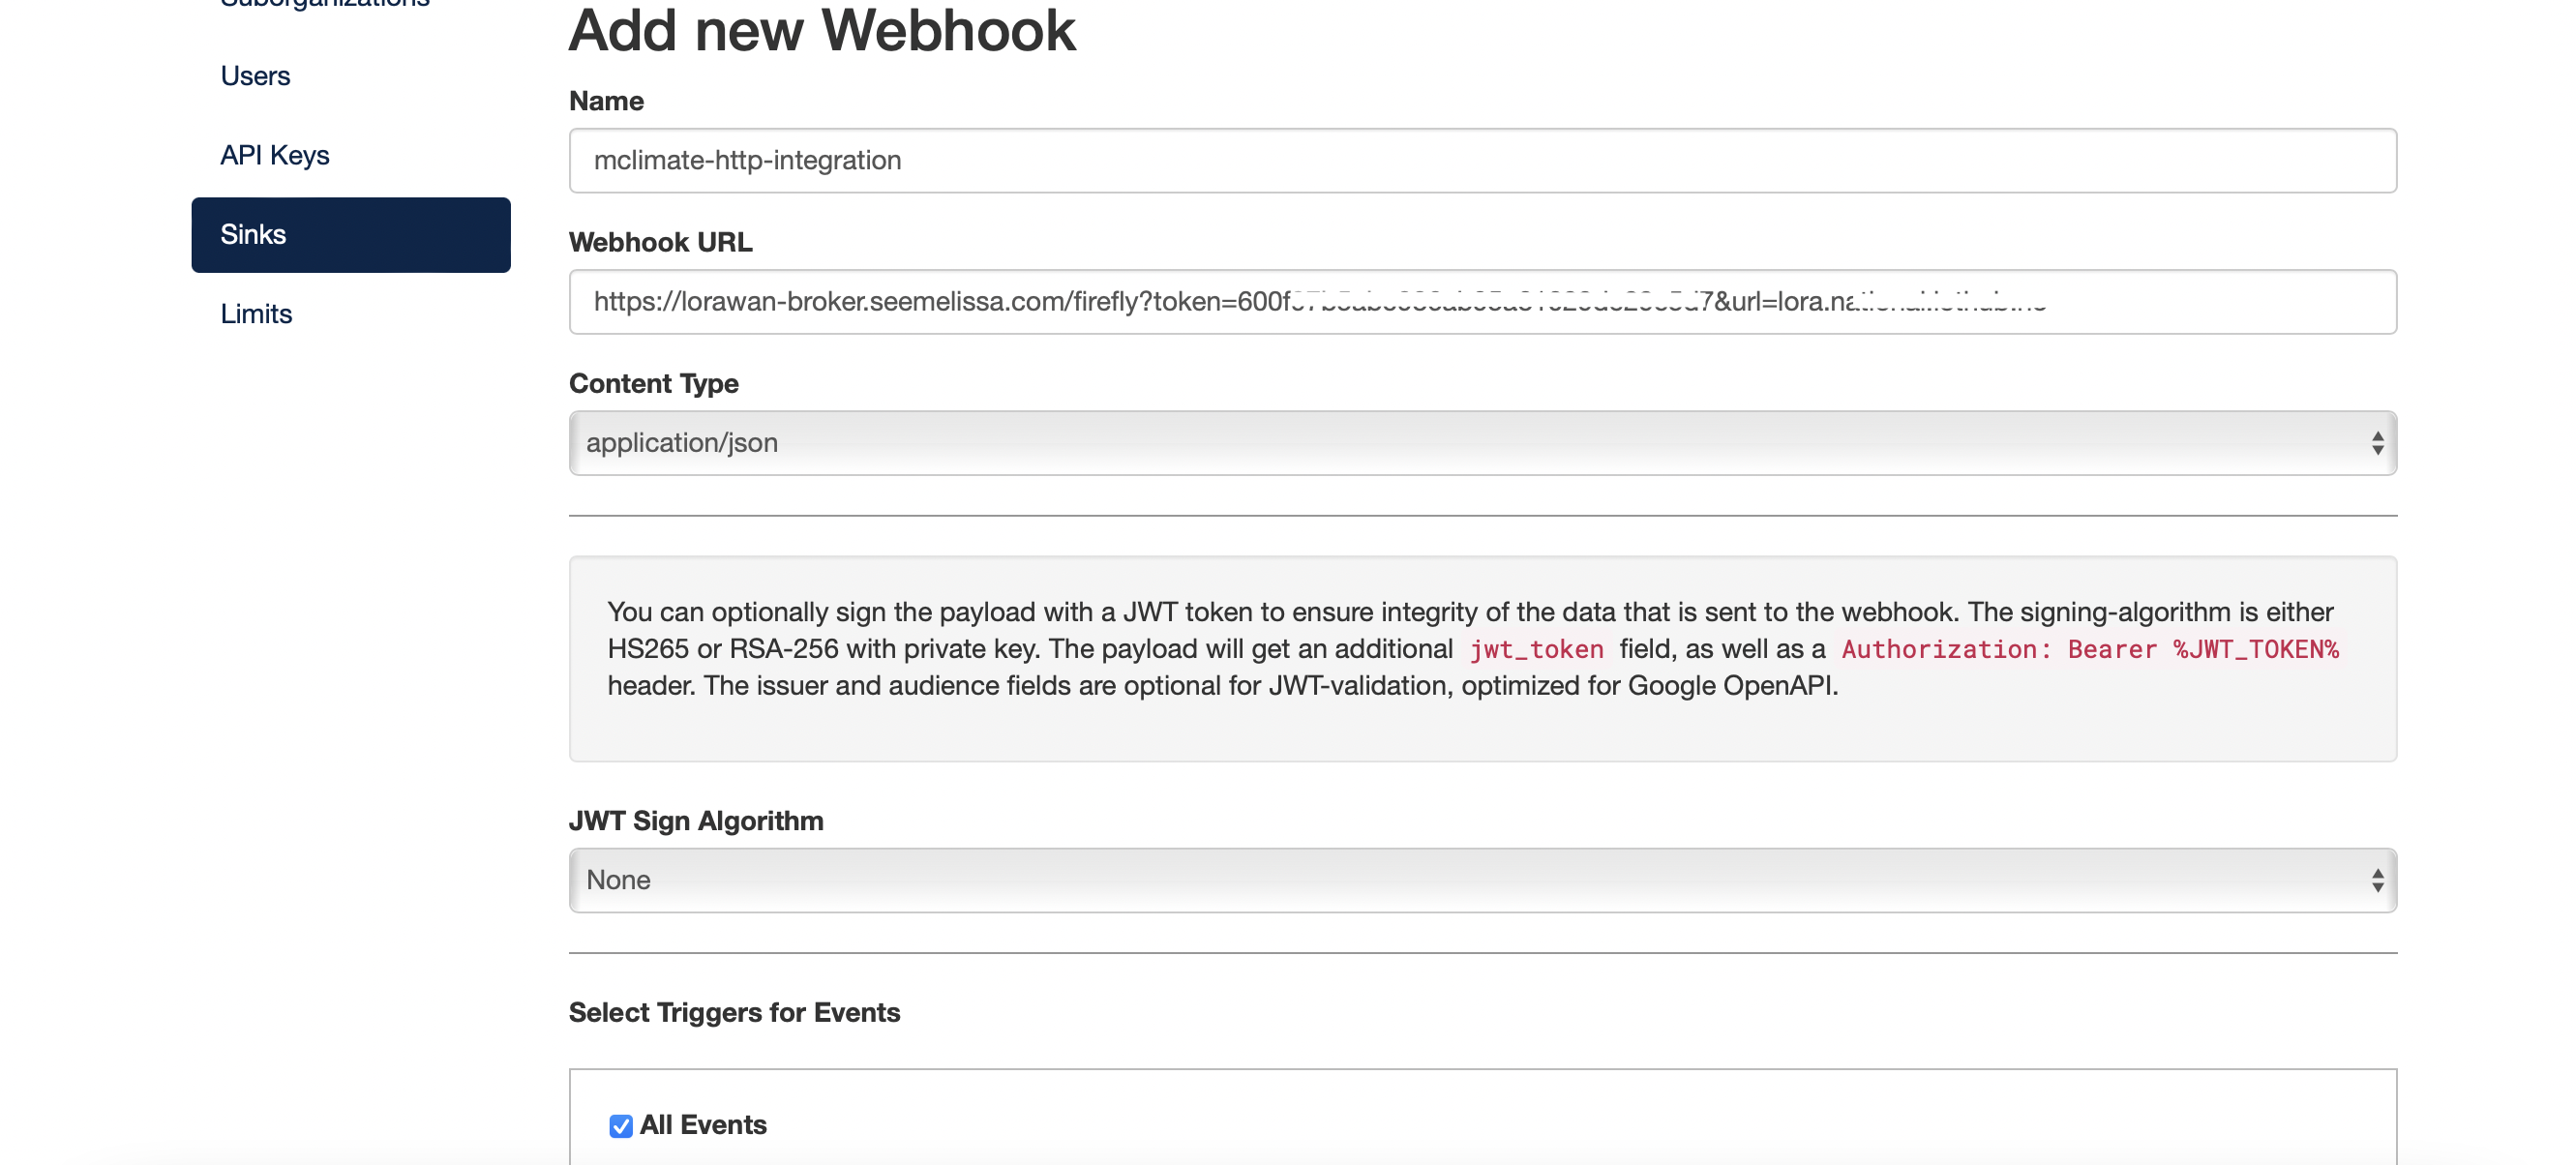 Suborganizations
Add new Webhook
Users
Name
API Keys
mclimate-http-integration
Sinks
Webhook URL
Limits
https://lorawan-broker.seemelissa.com/firefly?token=600f 7&url=lora.na
Content Type
application/json
You can optionally sign the payload with a JWT token to ensure integrity of the data that is sent to the webhook. The signing-algorithm is either
HS265 or RSA-256 with private key. The payload will get an additional jwt_token field, as well as a Authorization: Bearer %JWT_TOKEN%
header. The issuer and audience fields are optional for JWT-validation, optimized for Google OpenAPI.
JWT Sign Algorithm
None
Select Triggers for Events
All Events